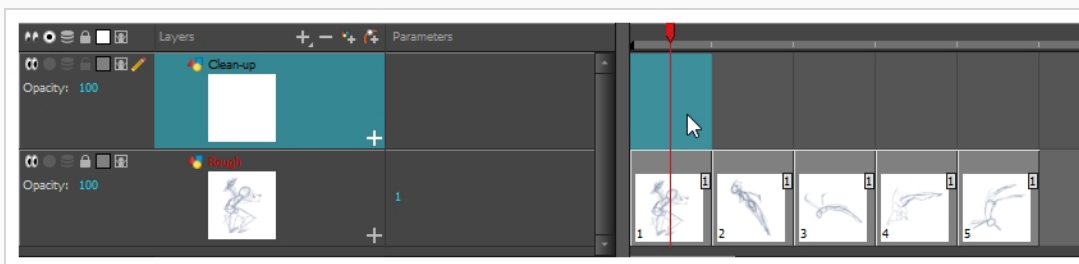 Layers
Parameters
Clean-up
Opacity: 100
Rough
Opacity: 100
1
1 1 1 1 1
1 2 3 4 5